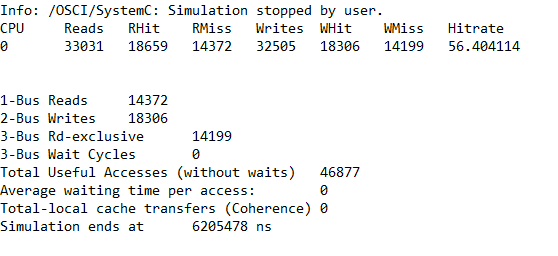 Info: /OSCI/SystemC: Simulation stopped by user.
CPU Reads RHit RMiss Writes WHit WMiss Hitrate
0 33031 18659 14372 32505 18306 14199 56.404114
1-Bus Reads 14372
2-Bus Writes 18306
3-Bus Rd-exclusive 14199
3-Bus Wait Cycles 0
Total Useful Accesses (without waits) 46877
Average waiting time per access: 0
Total-local cache transfers (Coherence) 0
Simulation ends at 6205478 ns